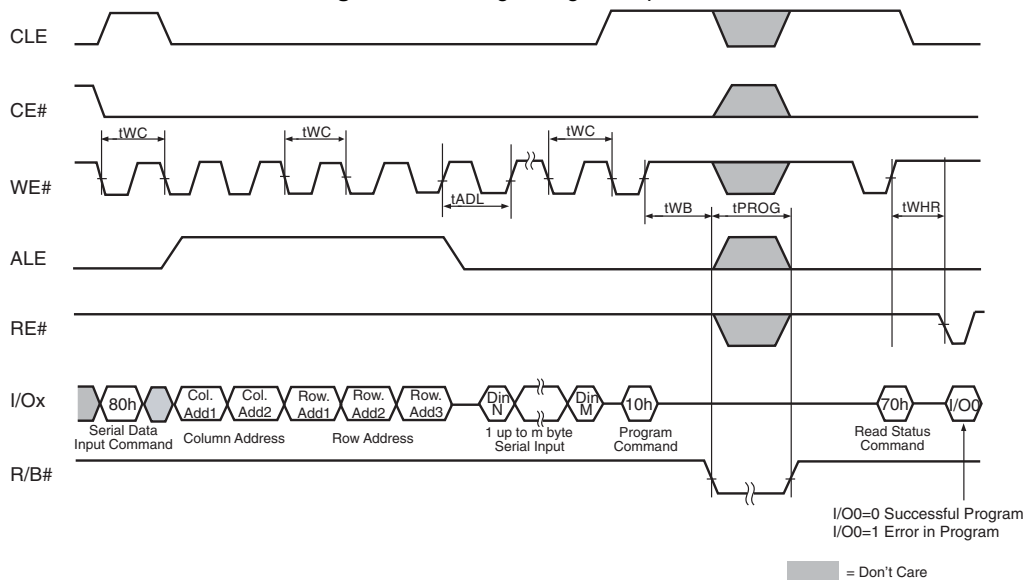 CLE
CE#
tWC
tWC
tWC
WE#
tADL
tWB
tPROG
tWHR
ALE
RE#
I/Ox
80h
Col.
Add1
Col.
Add2
Row.
Add1
Row.
Add2
Row.
Add3
Din
N
Din
M
10h
70h
I/O0
Serial Data
Input Command
Column Address
Row Address
1 up to m byte
Serial Input
Program
Command
Read Status
Command
R/B#
I/O0=0 Successful Program
I/O0=1 Error in Program
= Don't Care